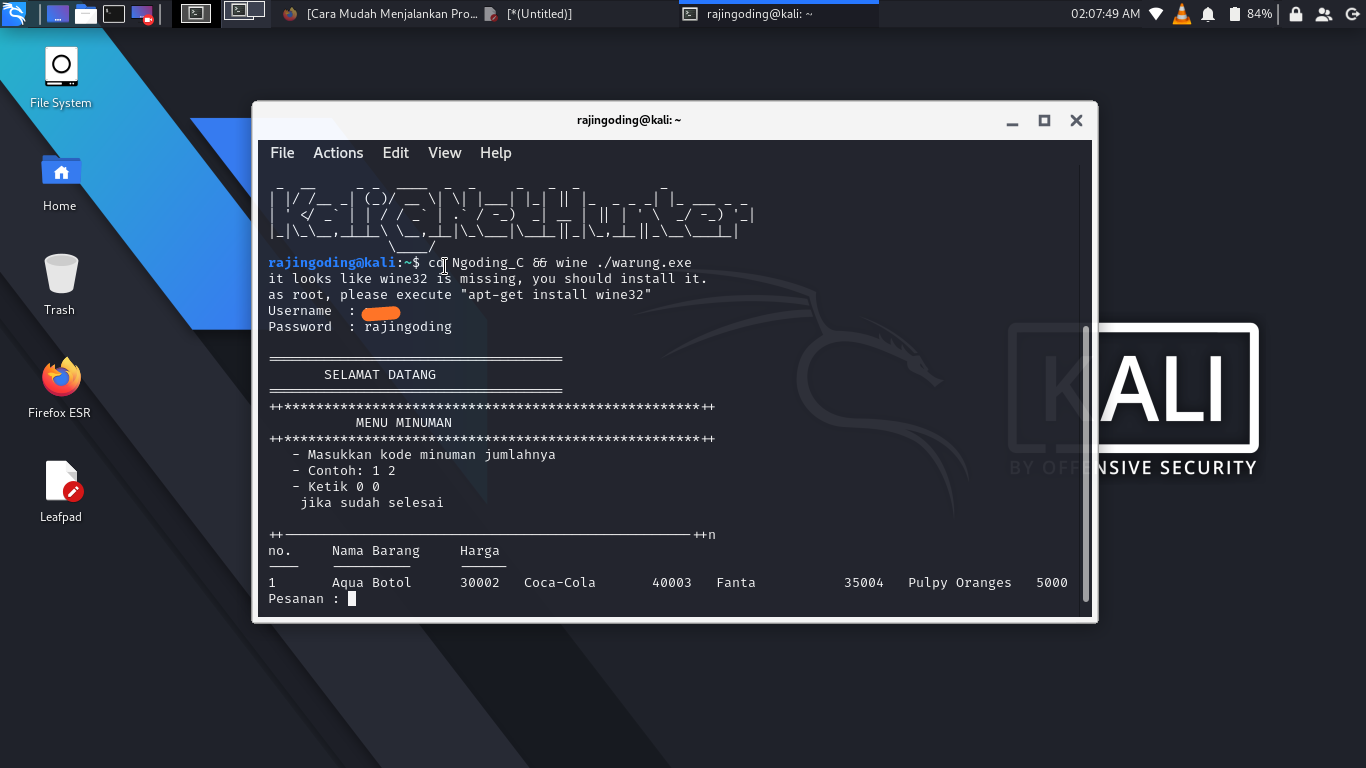 [Cara Mudah Menjalankan Pro...
[*(Untitled)]
rajingoding@kali: ~
02:07:49 AM
84%
File System
Home
Trash
Firefox ESR
Leafpad
rajingoding@kali: ~
File Actions Edit View Help
rajingoding@kali:~$ cd Ngoding_C && wine ./warung.exe
it looks like wine32 is missing, you should install it.
as root, please execute "apt-get install wine32"
Username :
Password : rajingoding
SELAMAT DATANG
++****************************************************++
MENU MINUMAN
++****************************************************++
- Masukkan kode minuman jumlahnya
- Contoh: 1 2
- Ketik 0 0
jika sudah selesai
++---------------------------------------------------++n
no. Nama Barang Harga
1 Aqua Botol 30002 Coca-Cola 40003 Fanta 35004 Pulpy Oranges 5000
Pesanan :
KALI
BY OFFENSIVE SECURITY